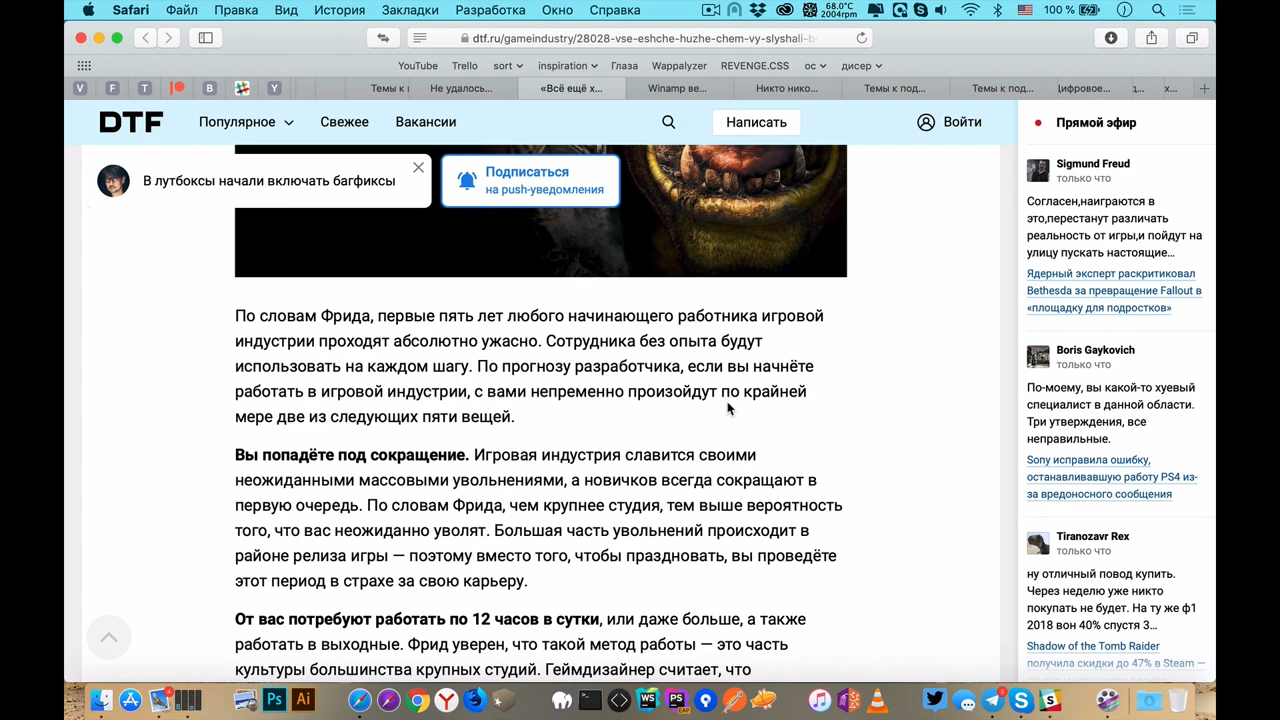 Safari Файл Правка Вид История Закладки Разработка Окно Справка
68.0°C
2004rpm
100 %
dtf.ru/gameindustry/28028-vse-eshche-huzhe-chem-vy-slyshali-b
YouTube Trello sort inspiration Глаза Wappalyzer REVENGE.CSS ос дисер
V F T B Y
Темы к Не удалось... «Всё ещё х... Winamp ве... Никто нико... Темы к под... Темы к под... Цифровое...
DTF Популярное Свежее Вакансии Написать Войти
Прямой эфир
В лутбоксы начали включать багфиксы
Подписаться
на push-уведомления
По словам Фрида, первые пять лет любого начинающего работника игровой
индустрии проходят абсолютно ужасно. Сотрудника без опыта будут
использовать на каждом шагу. По прогнозу разработчика, если вы начнёте
работать в игровой индустрии, с вами непременно произойдут по крайней
мере две из следующих пяти вещей.
Вы попадёте под сокращение. Игровая индустрия славится своими
неожиданными массовыми увольнениями, а новичков всегда сокращают в
первую очередь. По словам Фрида, чем крупнее студия, тем выше вероятность
того, что вас неожиданно уволят. Большая часть увольнений происходит в
районе релиза игры — поэтому вместо того, чтобы праздновать, вы проведёте
этот период в страхе за свою карьеру.
От вас потребуют работать по 12 часов в сутки, или даже больше, а также
работать в выходные. Фрид уверен, что такой метод работы — это часть
культуры большинства крупных студий. Геймдизайнер считает, что
Sigmund Freud
только что
Согласен,наиграются в
это,перестанут различать
реальность от игры,и пойдут на
улицу пускать настоящие...
Ядерный эксперт раскритиковал
Bethesda за превращение Fallout в
«площадку для подростков»
Boris Gaykovich
только что
По-моему, вы какой-то хуевый
специалист в данной области.
Три утверждения, все
неправильные.
Sony исправила ошибку,
останавливавшую работу PS4 из-
за вредоносного сообщения
Tiranozavr Rex
только что
ну отличный повод купить.
Через неделю уже никто
покупать не будет. На ту же ф1
2018 вон 40% спустя 3...
Shadow of the Tomb Raider
получила скидки до 47% в Steam —
Ps Ai WS PS
EAP